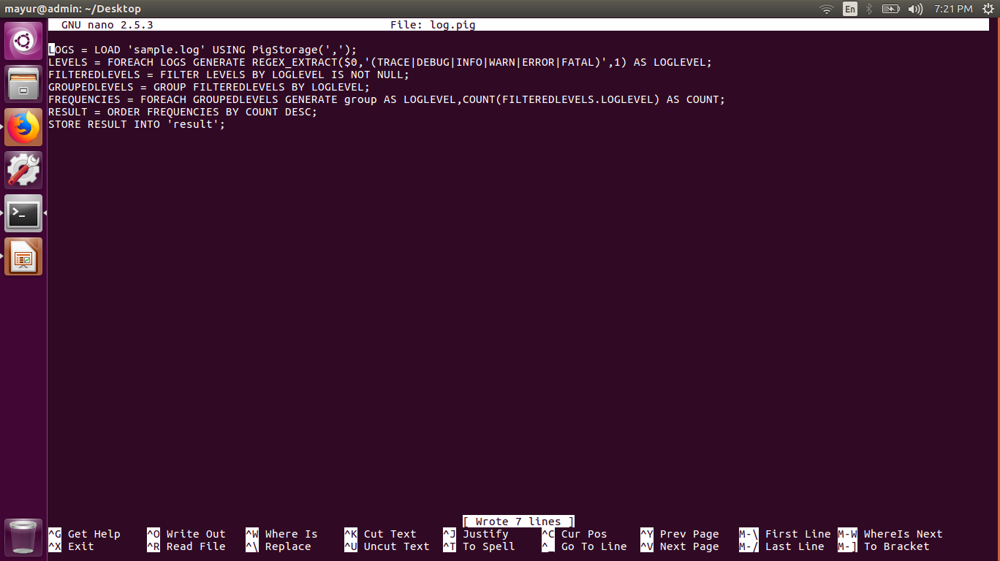 mayur@admin: ~/Desktop
En
7:21 PM
GNU nano 2.5.3 File: log.pig
LOGS = LOAD 'sample.log' USING PigStorage(',');
LEVELS = FOREACH LOGS GENERATE REGEX_EXTRACT($0,'(TRACE|DEBUG|INFO|WARN|ERROR|FATAL)',1) AS LOGLEVEL;
FILTEREDLEVELS = FILTER LEVELS BY LOGLEVEL IS NOT NULL;
GROUPEDLEVELS = GROUP FILTEREDLEVELS BY LOGLEVEL;
FREQUENCIES = FOREACH GROUPEDLEVELS GENERATE group AS LOGLEVEL,COUNT(FILTEREDLEVELS.LOGLEVEL) AS COUNT;
RESULT = ORDER FREQUENCIES BY COUNT DESC;
STORE RESULT INTO 'result';
[ Wrote 7 lines ]
^G Get Help ^O Write Out ^W Where Is ^K Cut Text ^J Justify ^C Cur Pos ^Y Prev Page M-\ First Line M-W WhereIs Next
^X Exit ^R Read File ^\ Replace ^U Uncut Text ^T To Spell ^_ Go To Line ^V Next Page M-/ Last Line M-] To Bracket